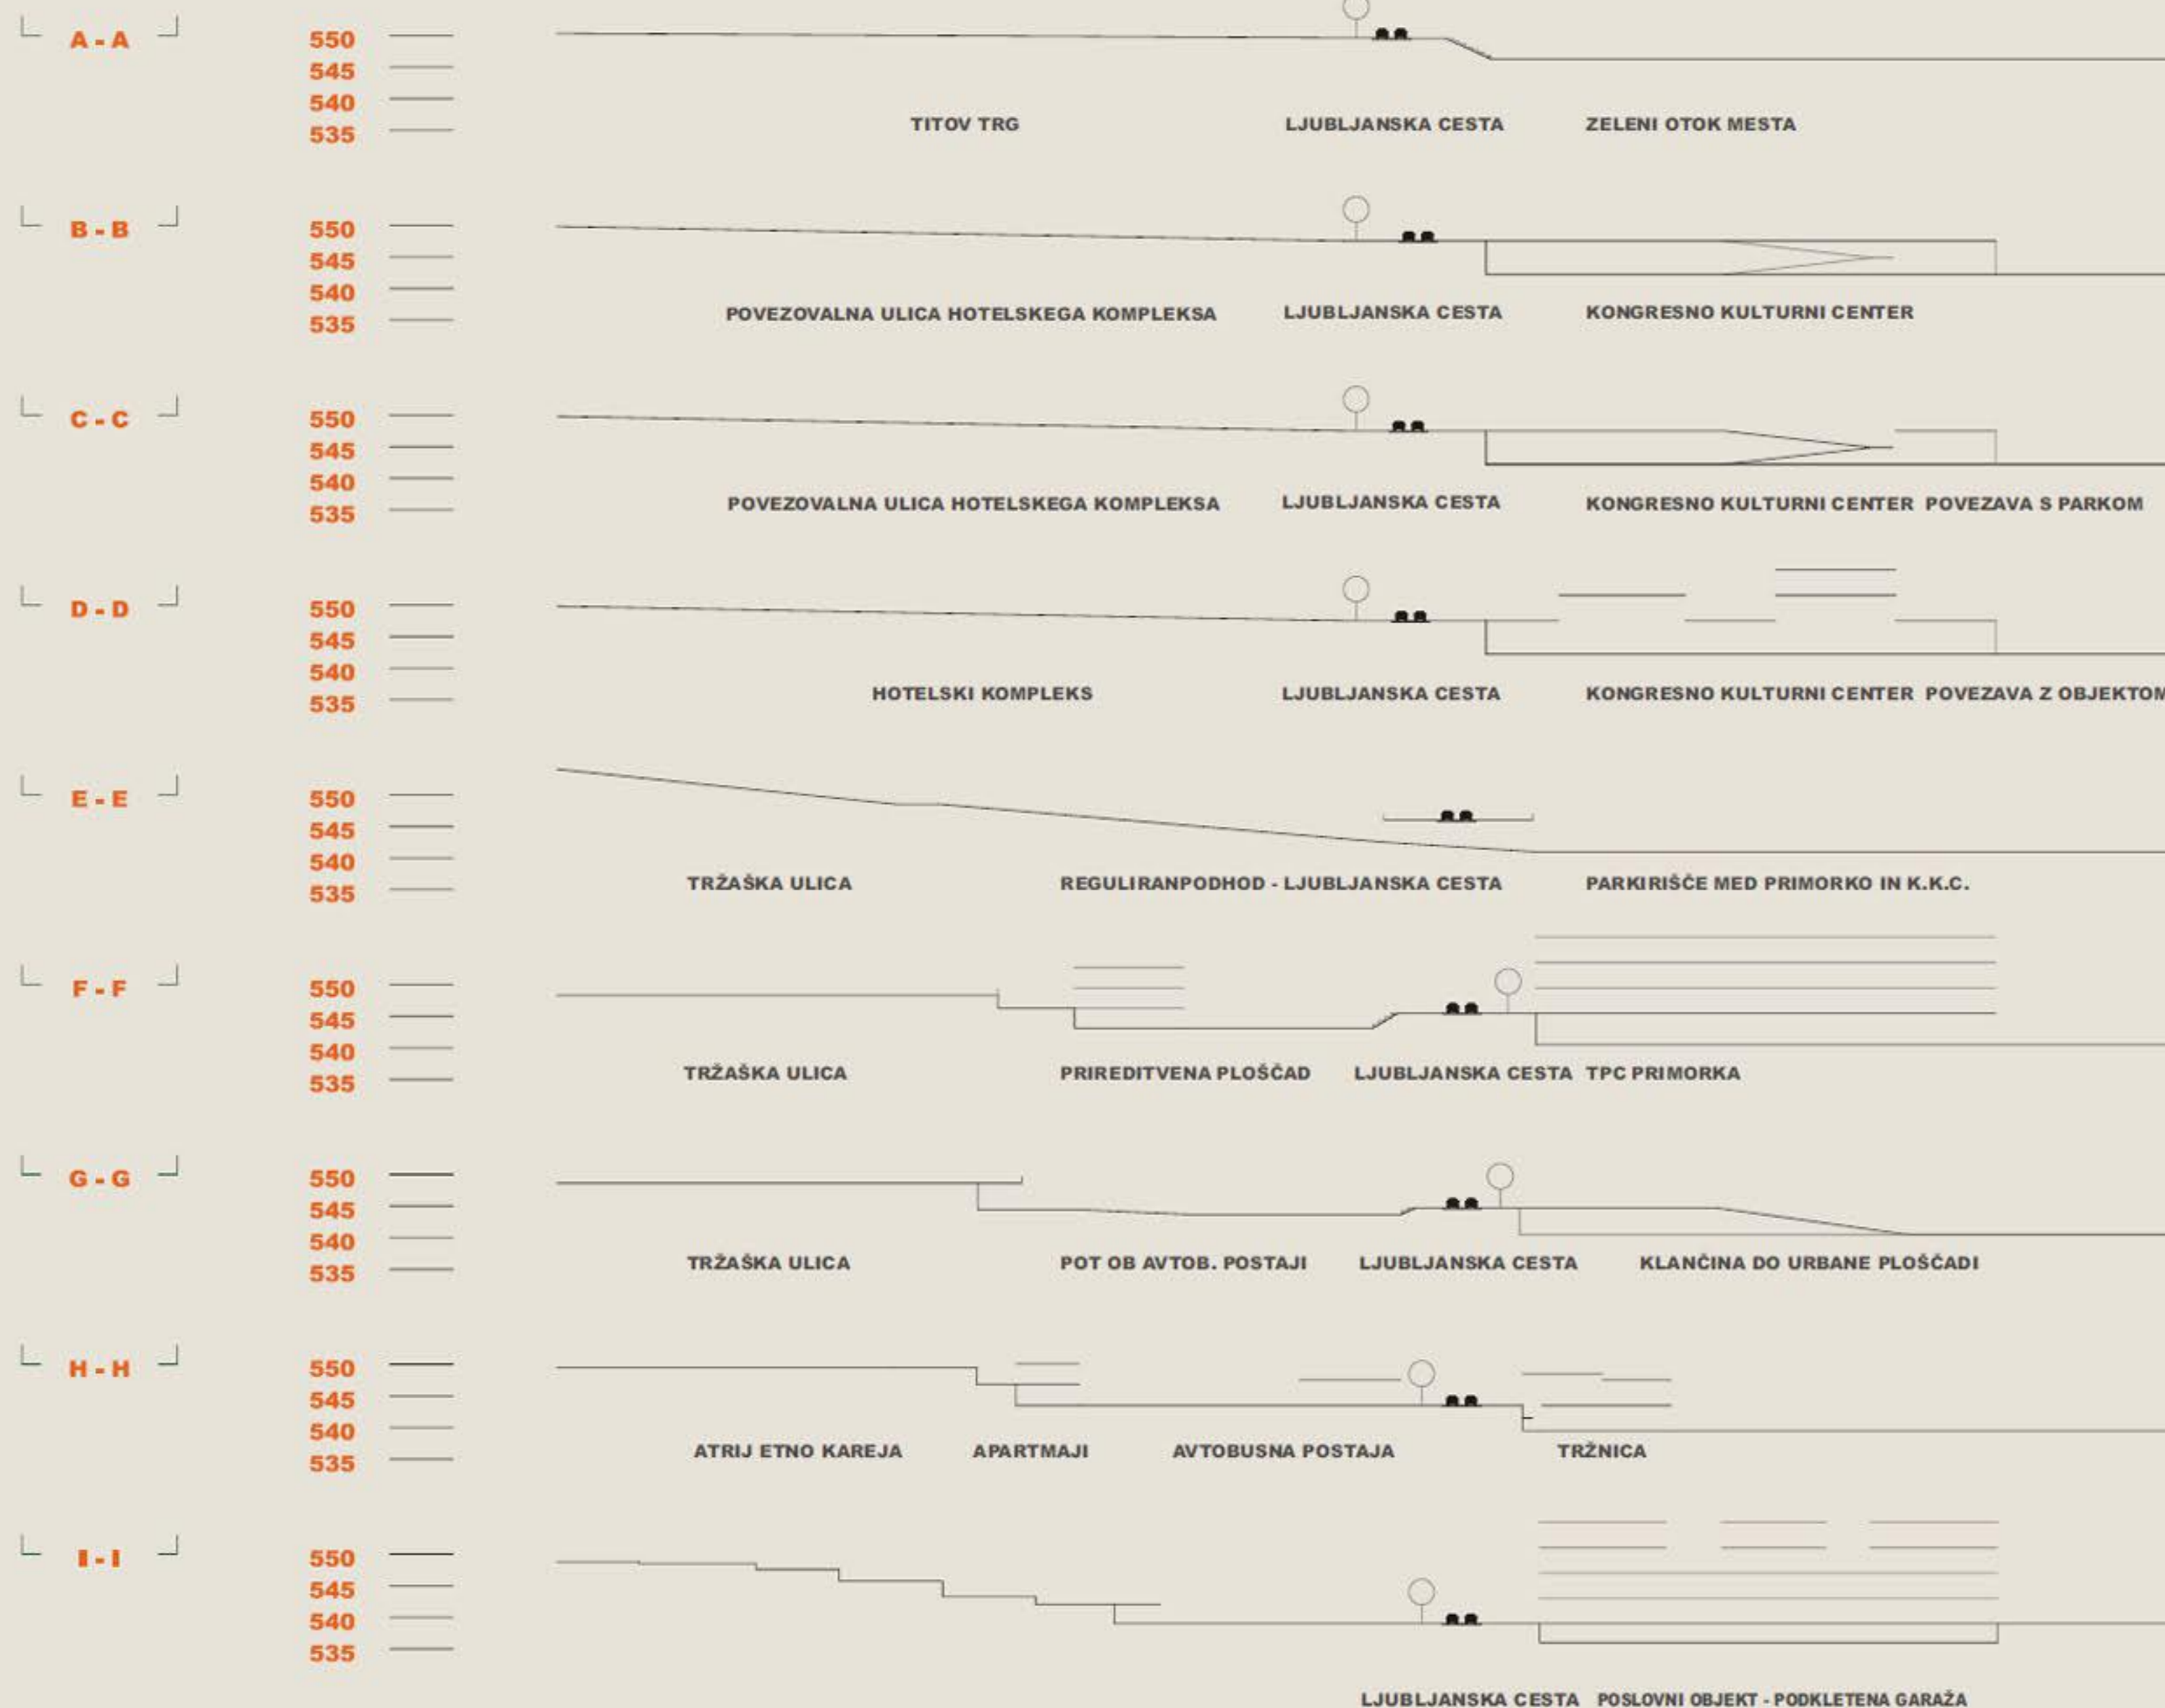 A - A
550
545
540
535
TITOV TRG LJUBLJANSKA CESTA ZELENI OTOK MESTA
B - B
550
545
540
535
POVEZOVALNA ULICA HOTELSKEGA KOMPLEKSA LJUBLJANSKA CESTA KONGRESNO KULTURNI CENTER
C - C
550
545
540
535
POVEZOVALNA ULICA HOTELSKEGA KOMPLEKSA LJUBLJANSKA CESTA KONGRESNO KULTURNI CENTER POVEZAVA S PARKOM
D - D
550
545
540
535
HOTELSKI KOMPLEKS LJUBLJANSKA CESTA KONGRESNO KULTURNI CENTER POVEZAVA Z OBJEKTOM
E - E
550
545
540
535
TRŽAŠKA ULICA REGULIRANPODHOD - LJUBLJANSKA CESTA PARKIRIŠČE MED PRIMORKO IN K.K.C.
F - F
550
545
540
535
TRŽAŠKA ULICA PRIREDITVENA PLOŠČAD LJUBLJANSKA CESTA TPC PRIMORKA
G - G
550
545
540
535
TRŽAŠKA ULICA POT OB AVTOB. POSTAJI LJUBLJANSKA CESTA KLANČINA DO URBANE PLOŠČADI
H - H
550
545
540
535
ATRIJ ETNO KAREJA APARTMAJI AVTOBUSNA POSTAJA TRŽNICA
I - I
550
545
540
535
LJUBLJANSKA CESTA POSLOVNI OBJEKT - PODKLETENA GARAŽA